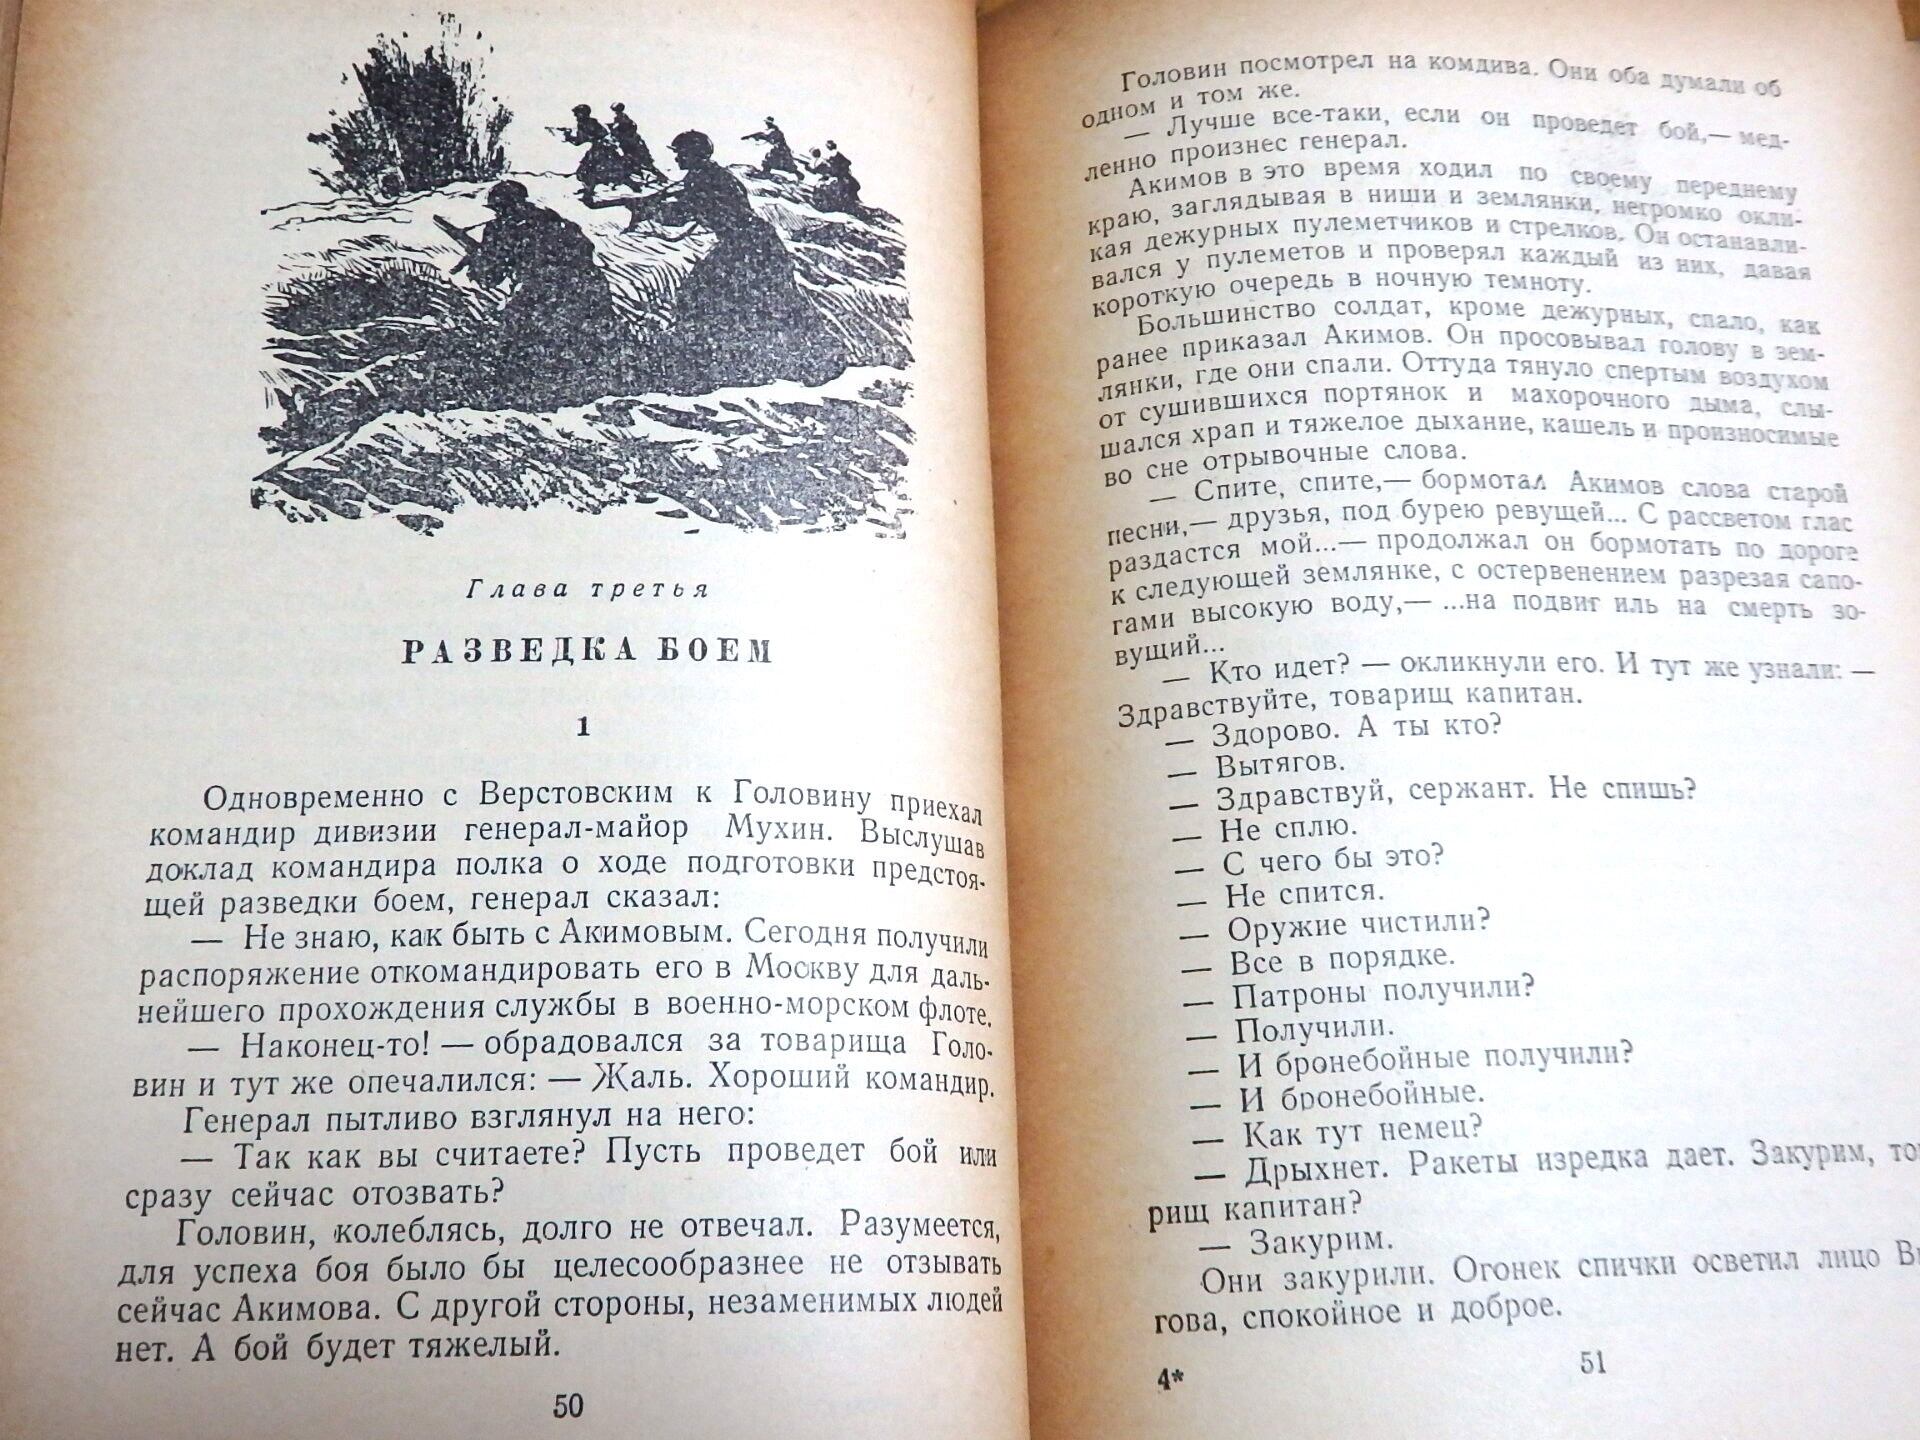 Глава третья
РАЗВЕДКА БОЕМ
1
Одновременно с Верстовским к Головину приехал
командир дивизии генерал-майор Мухин. Выслушав
доклад командира полка о ходе подготовки предстоя-
щей разведки боем, генерал сказал:
— Не знаю, как быть с Акимовым. Сегодня получили
распоряжение откомандировать его в Москву для даль-
нейшего прохождения службы в военно-морском флоте.
— Наконец-то! — обрадовался за товарища Голо-
вин и тут же опечалился: — Жаль. Хороший командир.
Генерал пытливо взглянул на него:
— Так как вы считаете? Пусть проведет бой или
сразу сейчас отозвать?
Головин, колеблясь, долго не отвечал. Разумеется,
для успеха боя было бы целесообразнее не отзывать
сейчас Акимова. С другой стороны, незаменимых людей
нет. А бой будет тяжелый.
50
Головин посмотрел на комдива. Они оба думали об
одном и том же.
— Лучше все-таки, если он проведет бой,— мед-
ленно произнес генерал.
Акимов в это время ходил по своему переднему
краю, заглядывая в ниши и землянки, негромко окли-
кая дежурных пулеметчиков и стрелков. Он останавли-
вался у пулеметов и проверял каждый из них, давая
короткую очередь в ночную темноту.
Большинство солдат, кроме дежурных, спало, как
ранее приказал Акимов. Он просовывал голову в зем-
лянки, где они спали. Оттуда тянуло спертым воздухом
от сушившихся портянок и махорочного дыма, слы-
шался храп и тяжелое дыхание, кашель и произносимые
во сне отрывочные слова.
— Спите, спите,— бормотал Акимов слова старой
песни,— друзья, под бурею ревущей... С рассветом глас
раздастся мой...— продолжал он бормотать по дороге
к следующей землянке, с остервенением разрезая сапо-
гами высокую воду,— ...на подвиг иль на смерть зо-
вущий...
— Кто идет? — окликнули его. И тут же узнали: —
Здравствуйте, товарищ капитан.
— Здорово. А ты кто?
— Вытягов.
— Здравствуй, сержант. Не спишь?
— Не сплю.
— С чего бы это?
— Не спится.
— Оружие чистили?
— Все в порядке.
— Патроны получили?
— Получили.
— И бронебойные получили?
— И бронебойные.
— Как тут немец?
— Дрыхнет. Ракеты изредка дает. Закурим, тов
рищ капитан?
— Закурим.
Они закурили. Огонек спички осветил лицо В
гова, спокойное и доброе.
4*
51